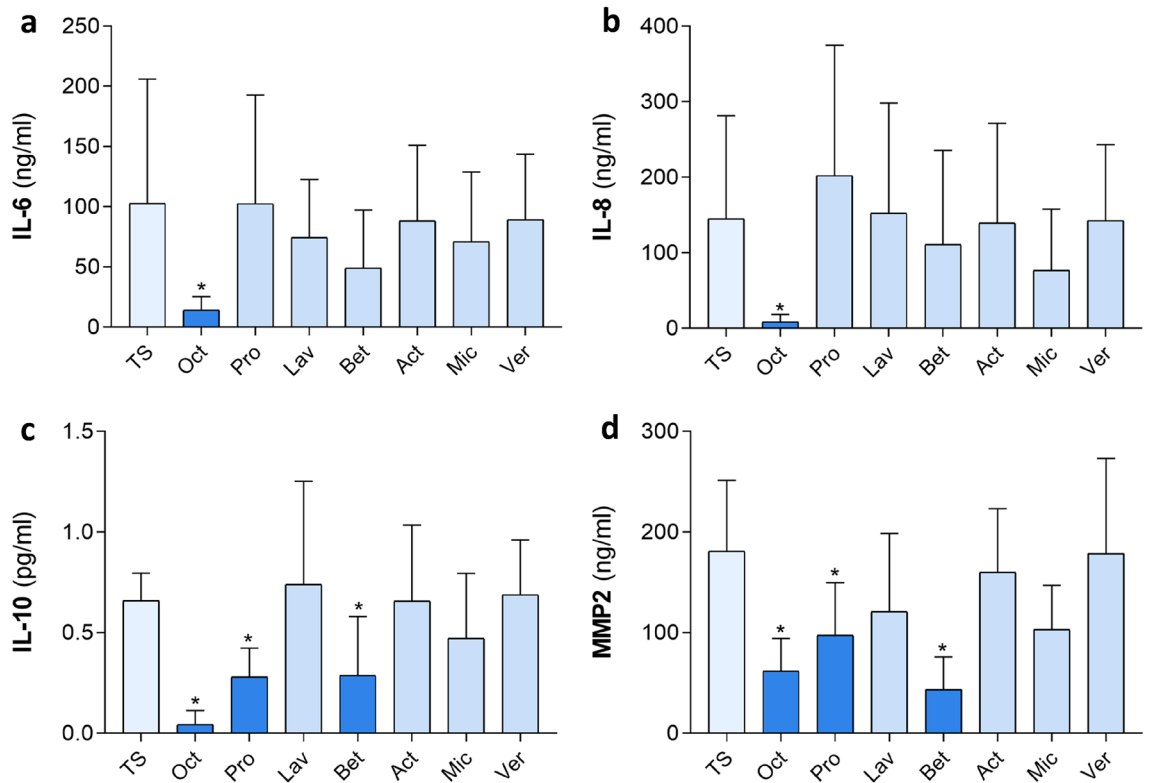 a
IL-6 (ng/ml)
250
200
150
100
50
0
*
TS Oct Pro Lav Bet Act Mic Ver
b
IL-8 (ng/ml)
400
300
200
100
0
*
TS Oct Pro Lav Bet Act Mic Ver
c
IL-10 (pg/ml)
1.5
1.0
0.5
0.0
* * *
TS Oct Pro Lav Bet Act Mic Ver
d
MMP2 (ng/ml)
300
200
100
0
* * *
TS Oct Pro Lav Bet Act Mic Ver